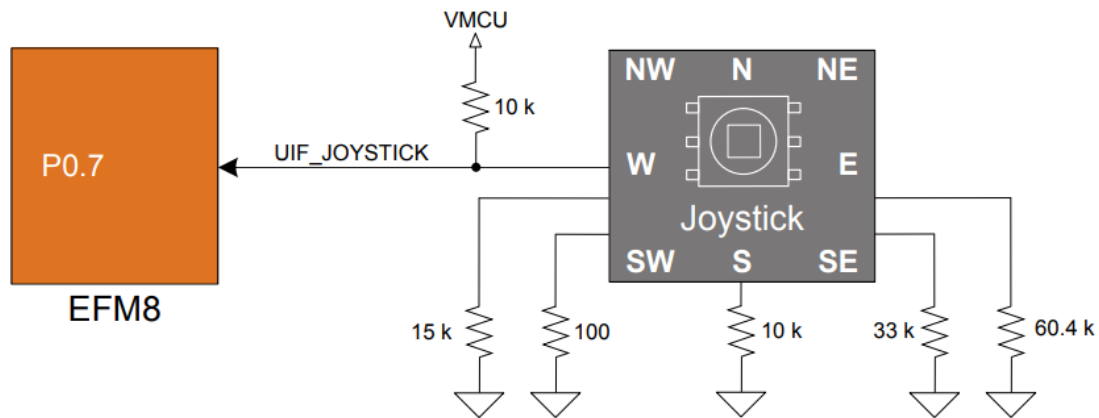 VMCU
NW N NE
10 k
UIF_JOYSTICK
P0.7
W E
Joystick
SW S SE
EFM8
15 k
100
10 k
33 k
60.4 k